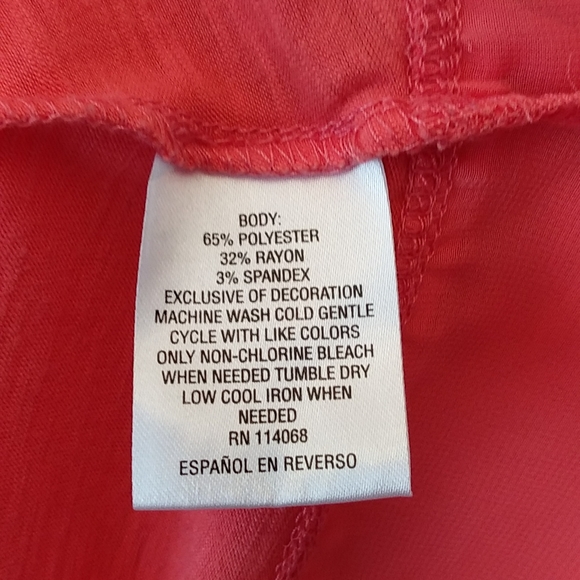 BODY:
65% POLYESTER
32% RAYON
3% SPANDEX
EXCLUSIVE OF DECORATION
MACHINE WASH COLD GENTLE
CYCLE WITH LIKE COLORS
ONLY NON-CHLORINE BLEACH
WHEN NEEDED TUMBLE DRY
LOW COOL IRON WHEN
NEEDED
RN 114068
ESPAÑOL EN REVERSO